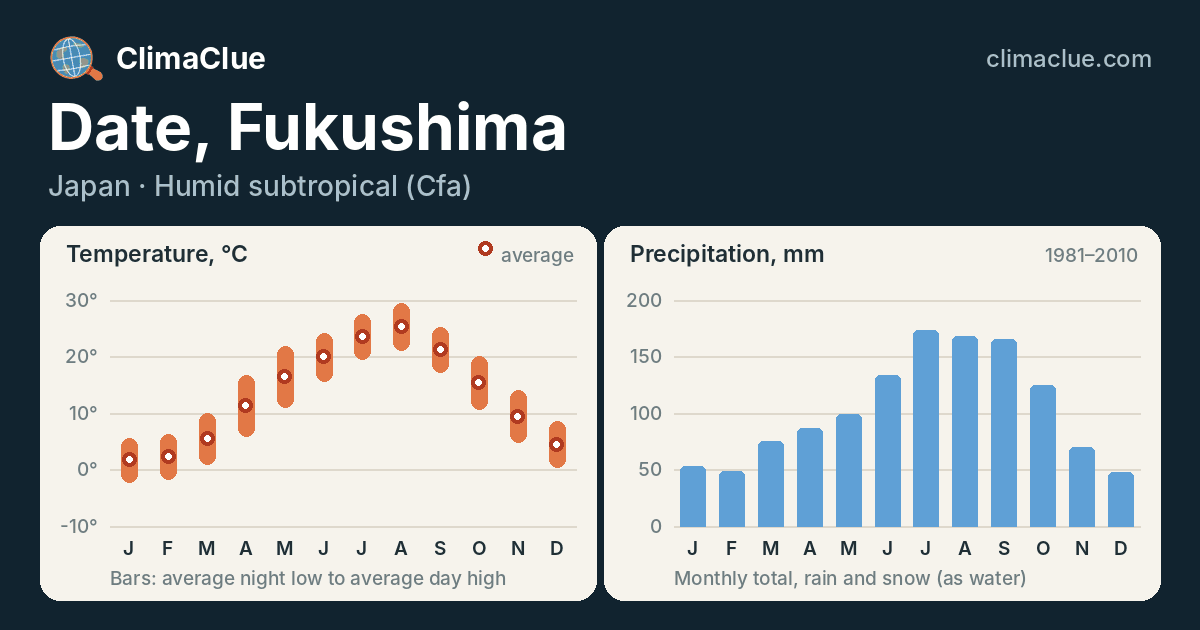 ClimaClue
climaclue.com
Date, Fukushima
Japan · Humid subtropical (Cfa)
Temperature, °C
average
30°
20°
10°
0°
-10°
J F M A M J J A S O N D
Bars: average night low to average day high
Precipitation, mm
1981–2010
200
150
100
50
0
J F M A M J J A S O N D
Monthly total, rain and snow (as water)